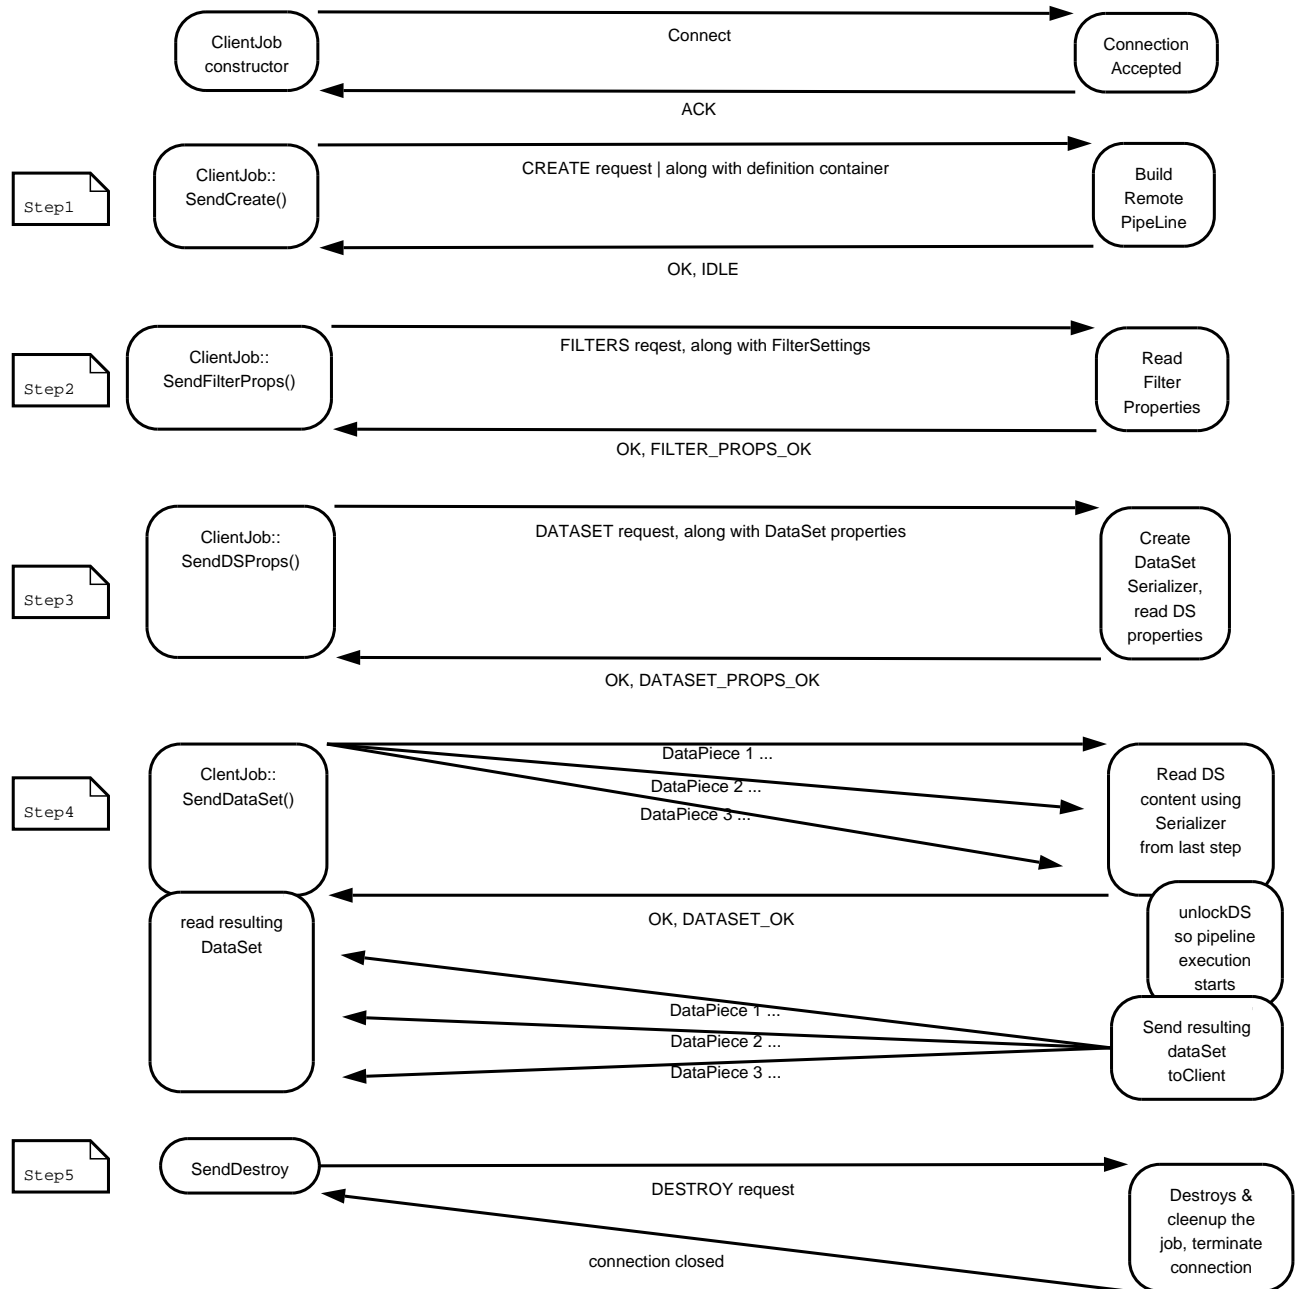 ClientJob
constructor
Connect
Connection
Accepted
ACK
Step1
ClientJob::
SendCreate()
CREATE request | along with definition container
Build
Remote
PipeLine
OK, IDLE
Step2
ClientJob::
SendFilterProps()
FILTERS reqest, along with FilterSettings
Read
Filter
Properties
OK, FILTER_PROPS_OK
Step3
ClientJob::
SendDSProps()
DATASET request, along with DataSet properties
Create
DataSet
Serializer,
read DS
properties
OK, DATASET_PROPS_OK
Step4
ClentJob::
SendDataSet()
DataPiece 1 ...
DataPiece 2 ...
DataPiece 3 ...
Read DS
content using
Serializer
from last step
OK, DATASET_OK
read resulting
DataSet
unlockDS
so pipeline
execution
starts
DataPiece 1 ...
DataPiece 2 ...
DataPiece 3 ...
Send resulting
dataSet
toClient
Step5
SendDestroy
DESTROY request
Destroys &
cleenup the
job, terminate
connection
connection closed